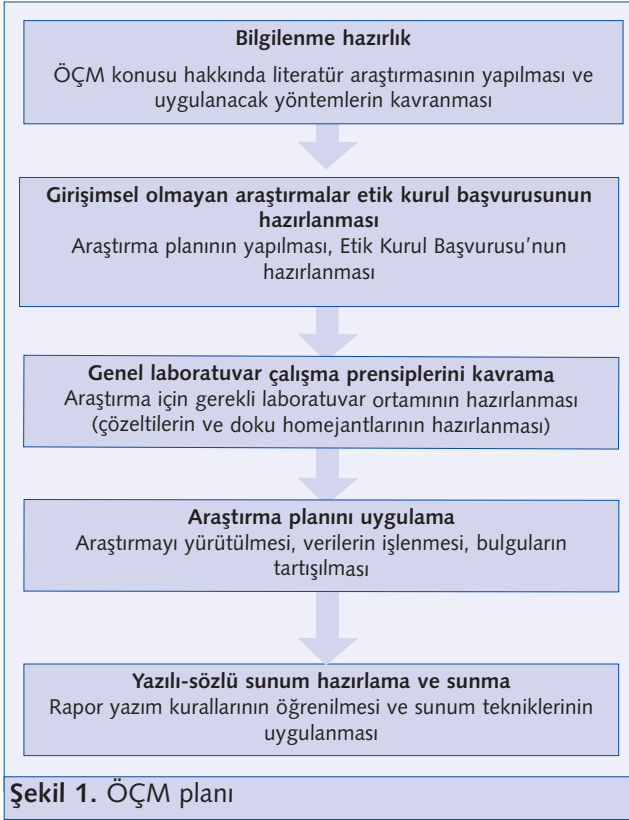 Bilgilenme hazırlık
ÖÇM konusu hakkında literatür araştırmasının yapılması ve
uygulanacak yöntemlerin kavranması
Girişimsel olmayan araştırmalar etik kurul başvurusunun
hazırlanması
Araştırma planının yapılması, Etik Kurul Başvurusu’nun
hazırlanması
Genel laboratuvar çalışma prensiplerini kavrama
Araştırma için gerekli laboratuvar ortamının hazırlanması
(çözeltilerin ve doku homejantlarının hazırlanması)
Araştırma planını uygulama
Araştırmayı yürütülmesi, verilerin işlenmesi, bulguların
tartışılması
Yazılı-sözlü sunum hazırlama ve sunma
Rapor yazım kurallarının öğrenilmesi ve sunum tekniklerinin
uygulanması
Şekil 1. ÖÇM planı